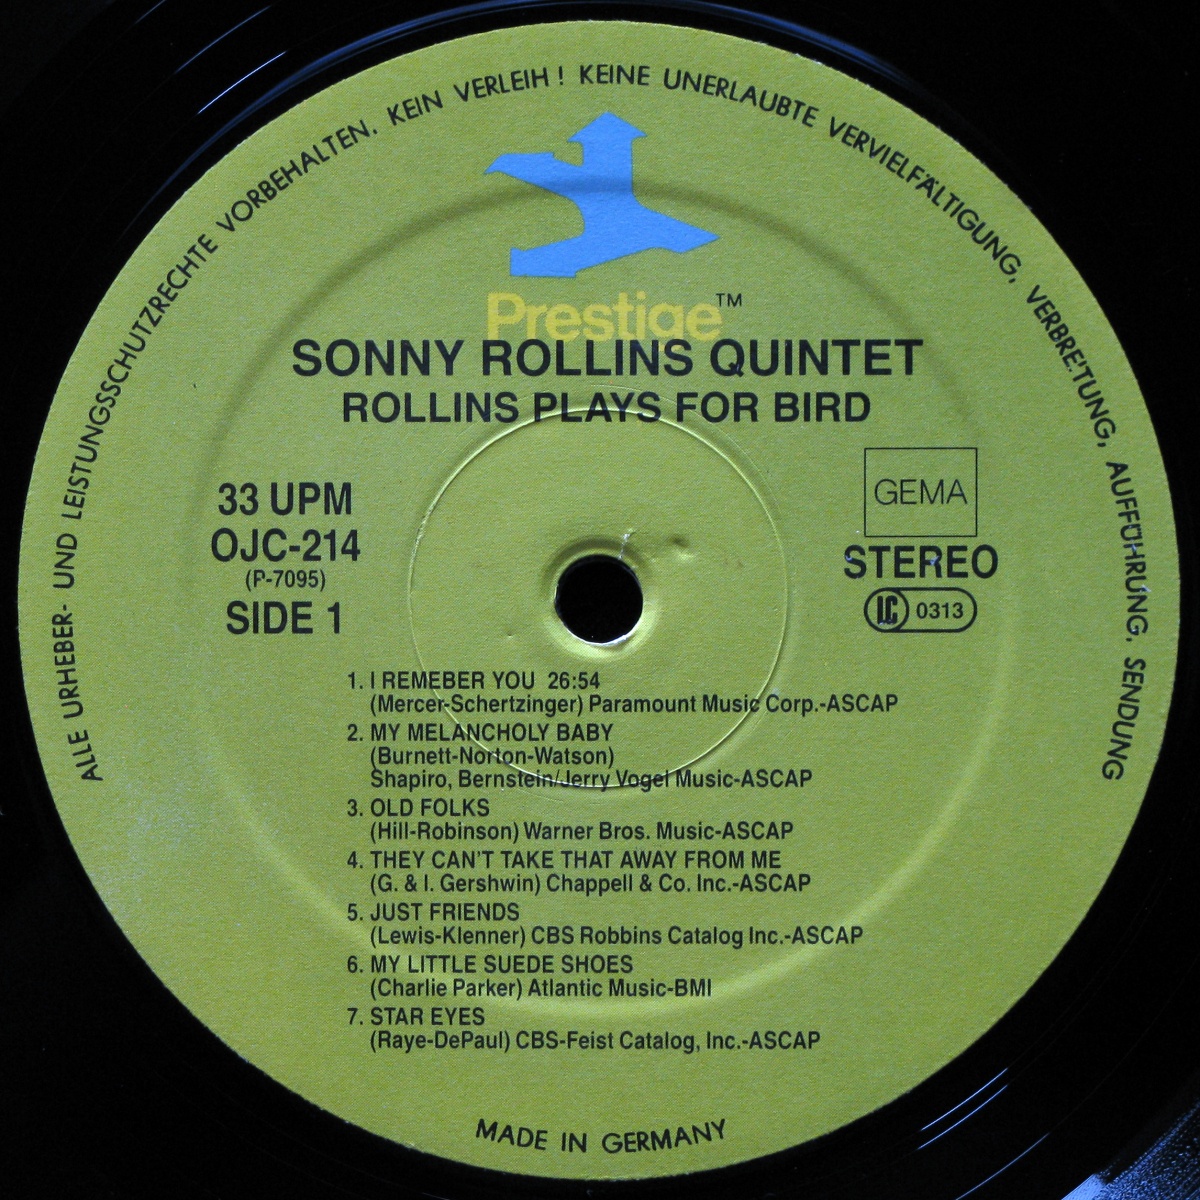 ALLE URHEBER- UND LEISTUNGSSCHUTZRECHTE VORBEHALTEN. KEIN VERLEIH! KEINE UNERLAUBTE VERVIELFÄLTIGUNG, VERBRETUNG, AUFFÜHRUNG, SENDUNG
Prestige™
SONNY ROLLINS QUINTET
ROLLINS PLAYS FOR BIRD
33 UPM
OJC-214
(P-7095)
SIDE 1
GEMA
STEREO
LC 0313
1. I REMEBER YOU 26:54
(Mercer-Schertzinger) Paramount Music Corp.-ASCAP
2. MY MELANCHOLY BABY
(Burnett-Norton-Watson)
Shapiro, Bernstein/Jerry Vogel Music-ASCAP
3. OLD FOLKS
(Hill-Robinson) Warner Bros. Music-ASCAP
4. THEY CAN'T TAKE THAT AWAY FROM ME
(G. & I. Gershwin) Chappell & Co. Inc.-ASCAP
5. JUST FRIENDS
(Lewis-Klenner) CBS Robbins Catalog Inc.-ASCAP
6. MY LITTLE SUEDE SHOES
(Charlie Parker) Atlantic Music-BMI
7. STAR EYES
(Raye-DePaul) CBS-Feist Catalog, Inc.-ASCAP
MADE IN GERMANY